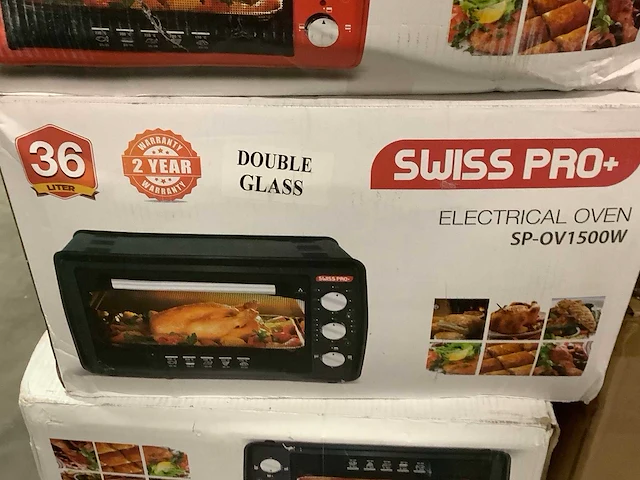 36
LITER
WARRANTY
2 YEAR
WARRANTY
DOUBLE
GLASS
SWISS PRO+
ELECTRICAL OVEN
SP-OV1500W
SWISS PRO+